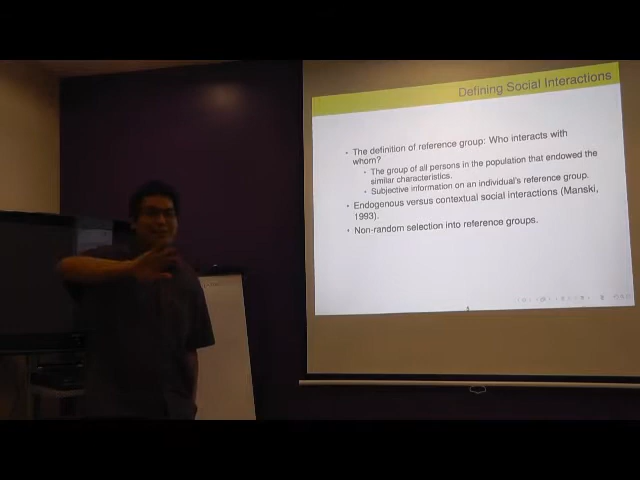 Defining Social Interactions
• The definition of reference group: Who interacts with
whom?
• The group of all persons in the population that endowed the
similar characteristics.
• Subjective information on an individual's reference group.
• Endogenous versus contextual social interactions (Manski,
1993).
• Non-random selection into reference groups.